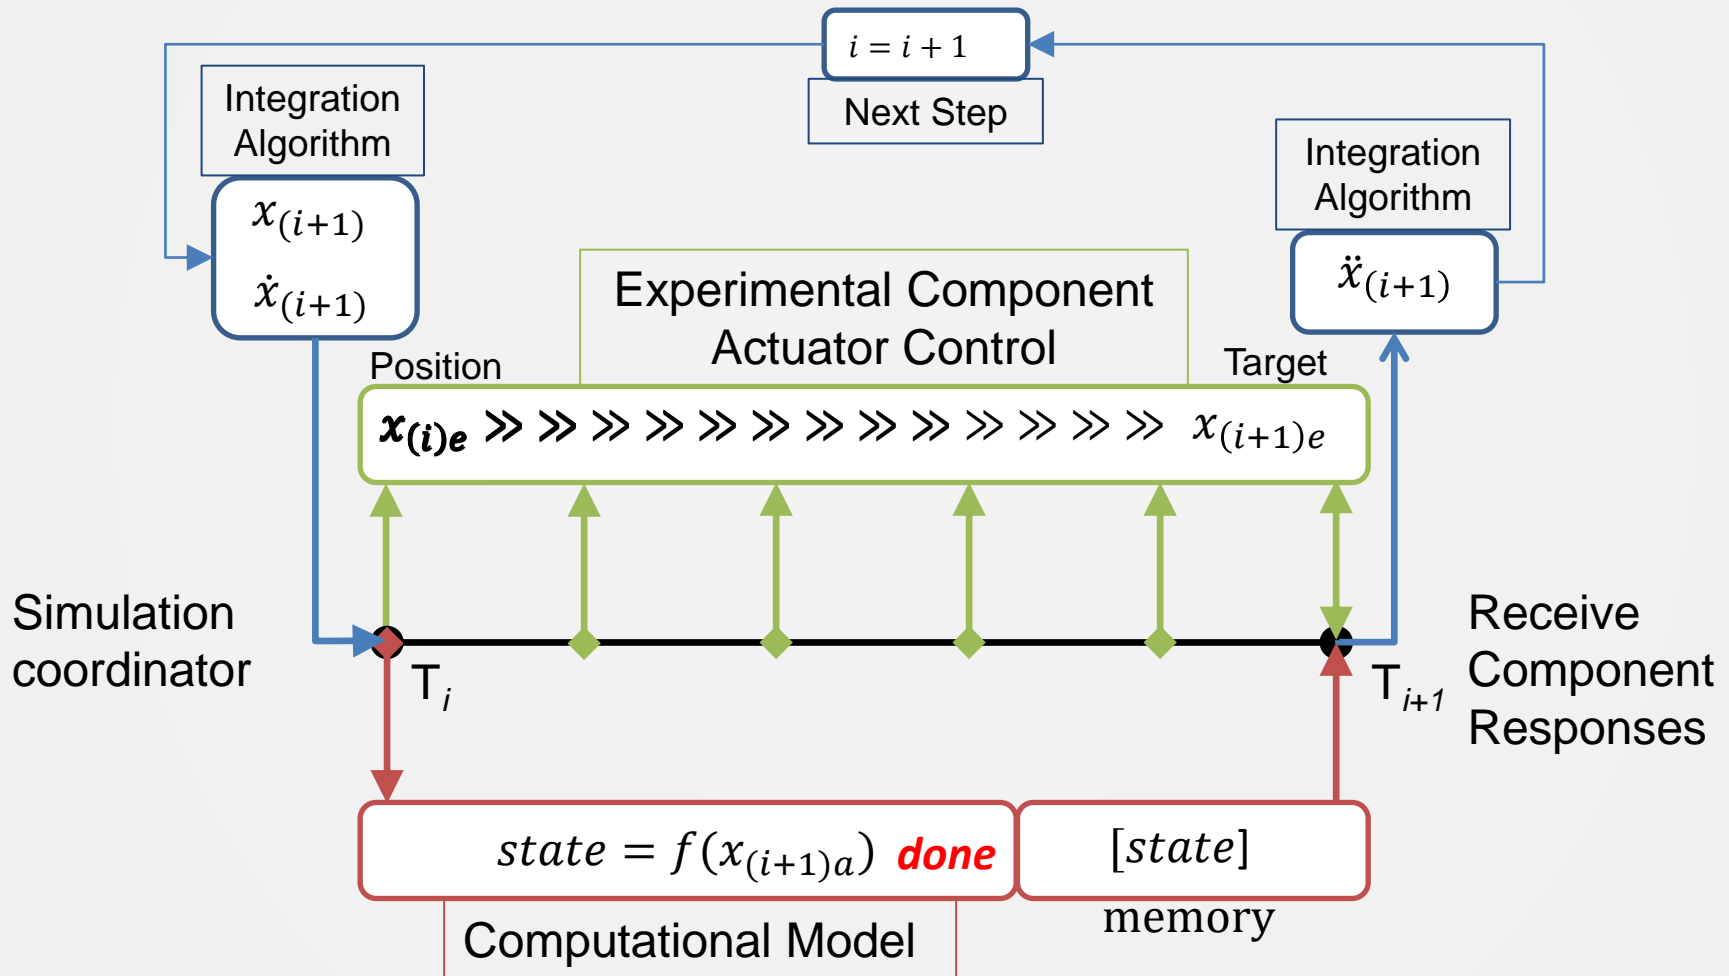 i = i + 1
Next Step
Integration
Algorithm
x₍ᵢ₊₁₎
ẋ₍ᵢ₊₁₎
Integration
Algorithm
ẍ₍ᵢ₊₁₎
Experimental Component
Actuator Control
Position
Target
x₍ᵢ₎ₑ ≫ ≫ ≫ ≫ ≫ ≫ ≫ ≫ ≫ ≫ ≫ ≫ ≫ x₍ᵢ₊₁₎ₑ
Simulation
coordinator
Tᵢ
Tᵢ₊₁
Receive
Component
Responses
state = f(x₍ᵢ₊₁₎ₐ) done
[state]
memory
Computational Model